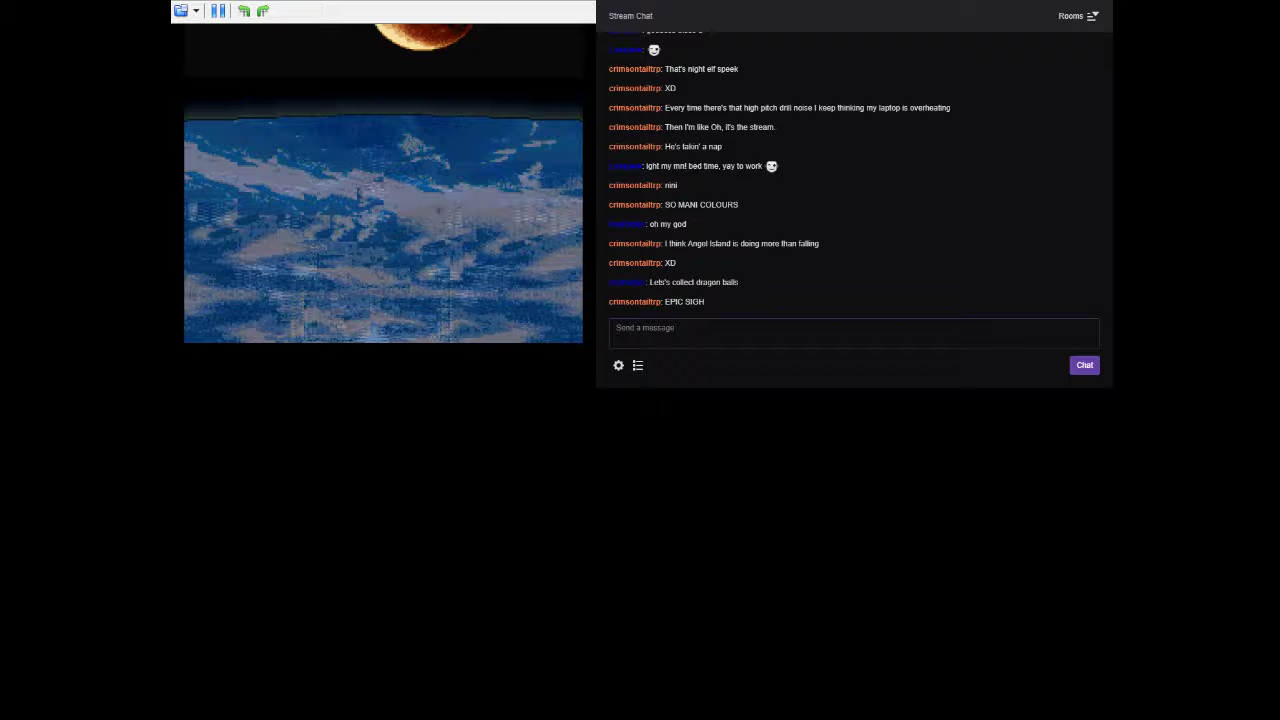 Stream Chat
Rooms
crimsontailtrp: That's night elf speek
crimsontailtrp: XD
crimsontailtrp: Every time there's that high pitch drill noise I keep thinking my laptop is overheating
crimsontailtrp: Then I'm like Oh, it's the stream.
crimsontailtrp: He's takin' a nap
: ight my mn! bed time, yay to work
crimsontailtrp: nini
crimsontailtrp: SO MANI COLOURS
: oh my god
crimsontailtrp: I think Angel Island is doing more than falling
crimsontailtrp: XD
: Lets's collect dragon balls
crimsontailtrp: EPIC SIGH
Send a message
Chat